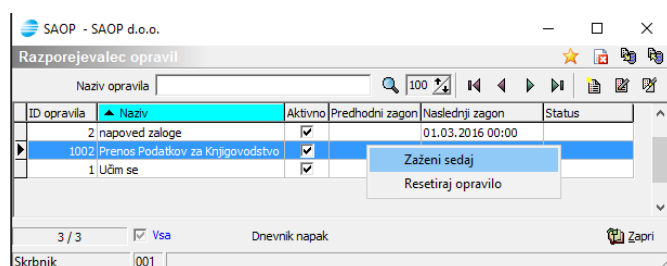 SAOP - SAOP d.o.o.
Razporejevalec opravil
Naziv opravila 100
ID opravila Naziv Aktivno Predhodni zagon Naslednji zagon Status
2 napoved zaloge 01.03.2016 00:00
1002 Prenos Podatkov za Knjigovodstvo
Zaženi sedaj
1 Učim se
Resetiraj opravilo
3 / 3 Vsa Dnevnik napak Zapri
Skrbnik 001